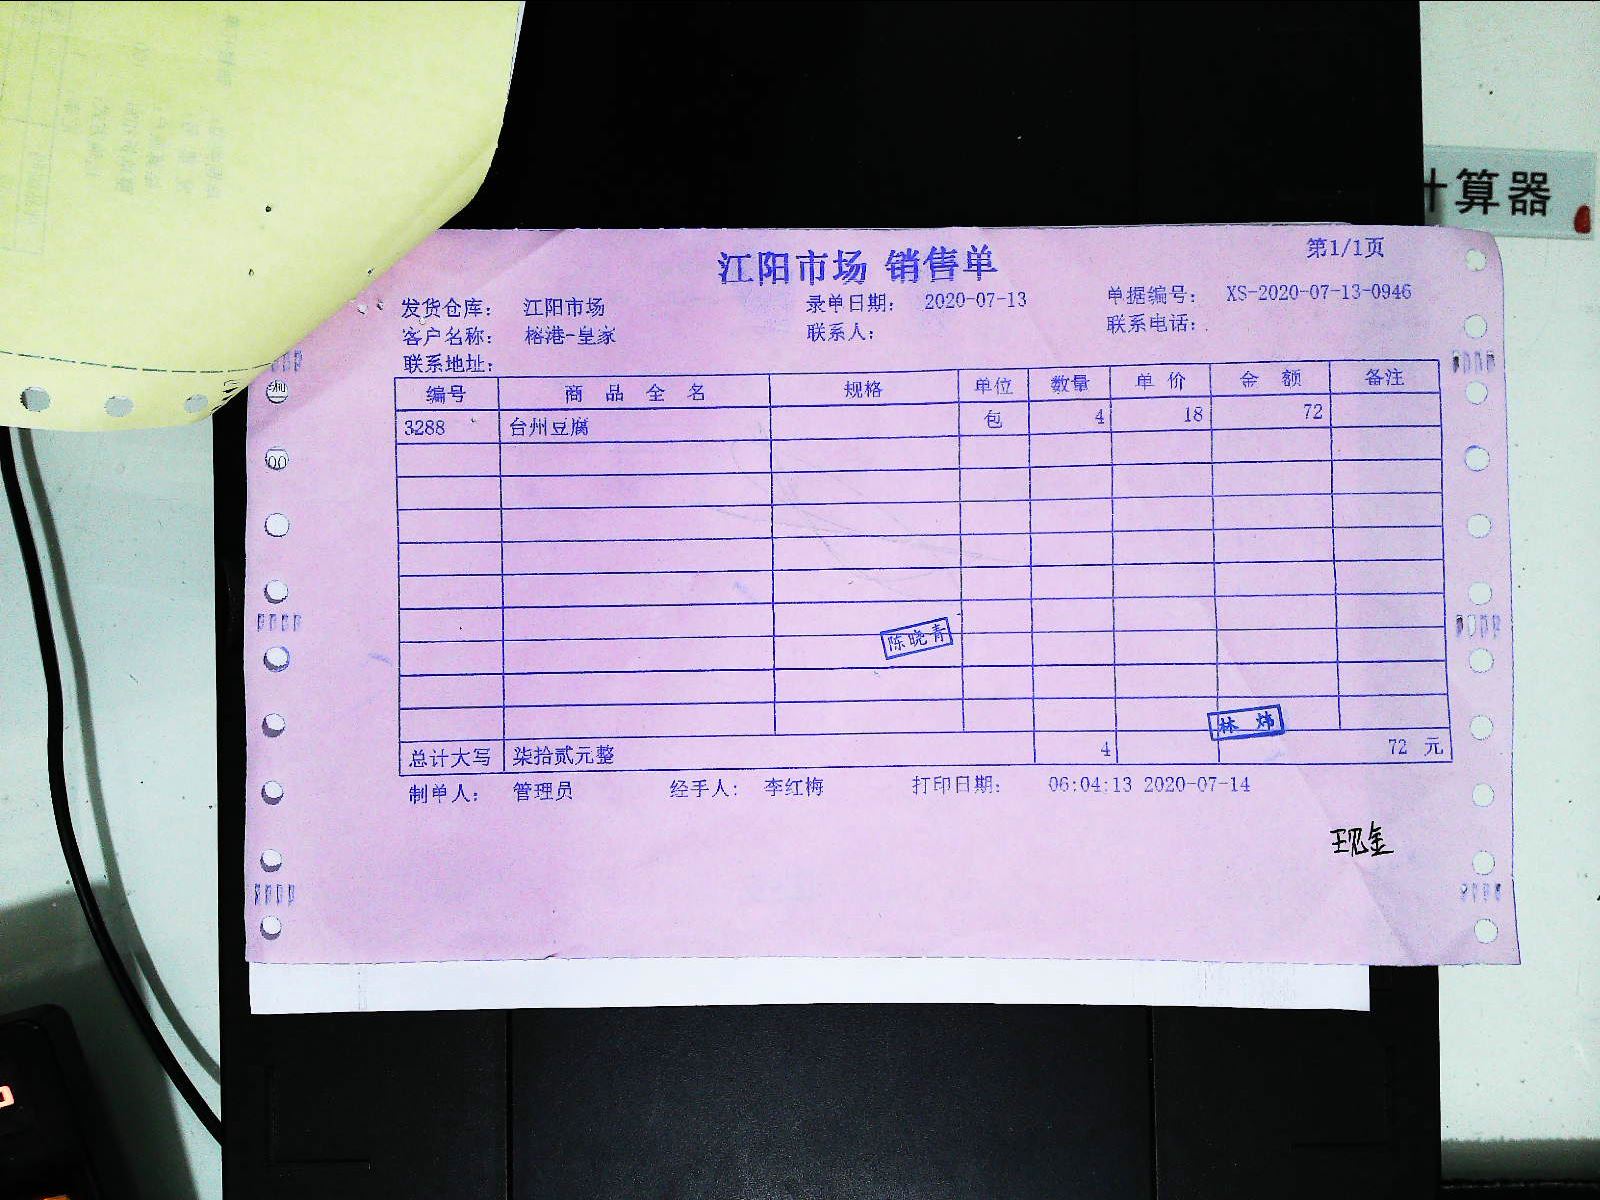 计算器
江阳市场 销售单
第1/1页
发货仓库： 江阳市场 录单日期： 2020-07-13 单据编号： XS-2020-07-13-0946
客户名称： 榕港-皇家 联系人： 联系电话：
联系地址：
编号 商品全名 规格 单位 数量 单价 金额 备注
3288 台州豆腐 包 4 18 72
陈晓青
林炜
总计大写 柒拾贰元整 4 72 元
制单人： 管理员 经手人： 李红梅 打印日期： 06:04:13 2020-07-14